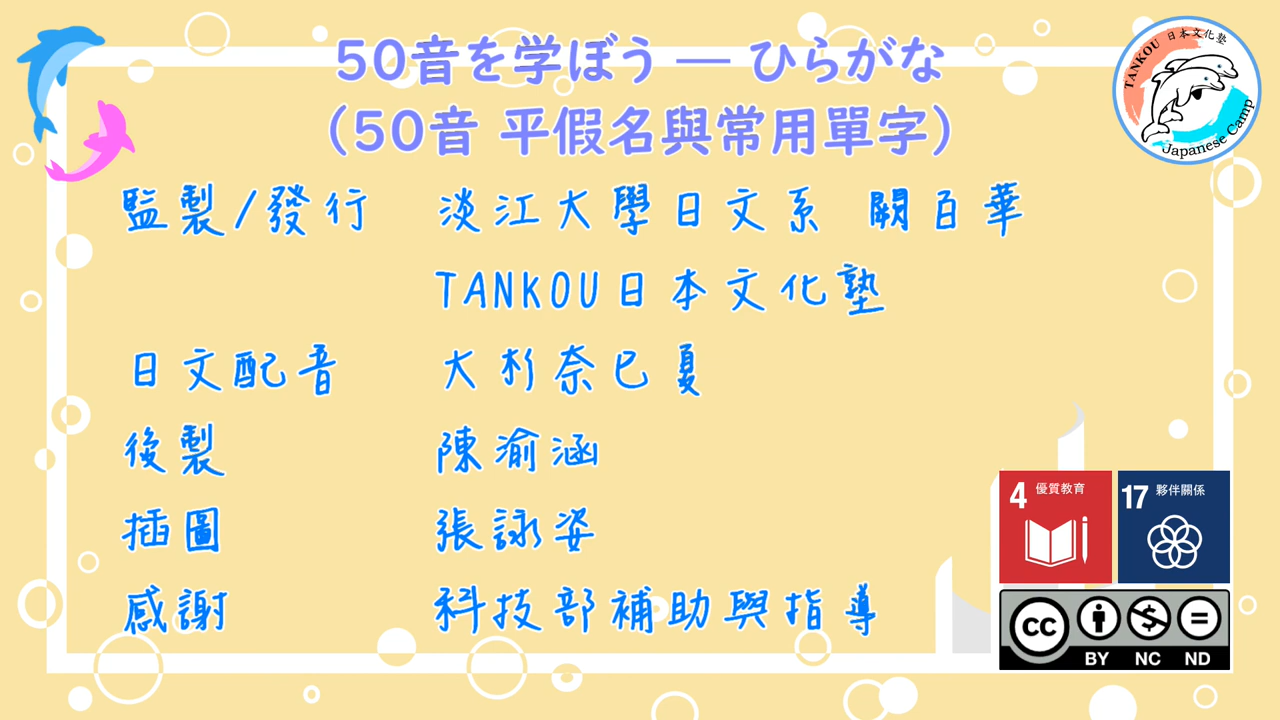 50音を学ぼう — ひらがな
(50音 平假名與常用單字)
TANKOU 日本文化塾
Japanese Camp
監製/發行 淡江大學日文系 闕百華
TANKOU日本文化塾
日文配音 大杉奈巳夏
後製 陳渝涵
插圖 張詠姿
感謝 科技部補助與指導
4 優質教育
17 夥伴關係
CC
BY NC ND